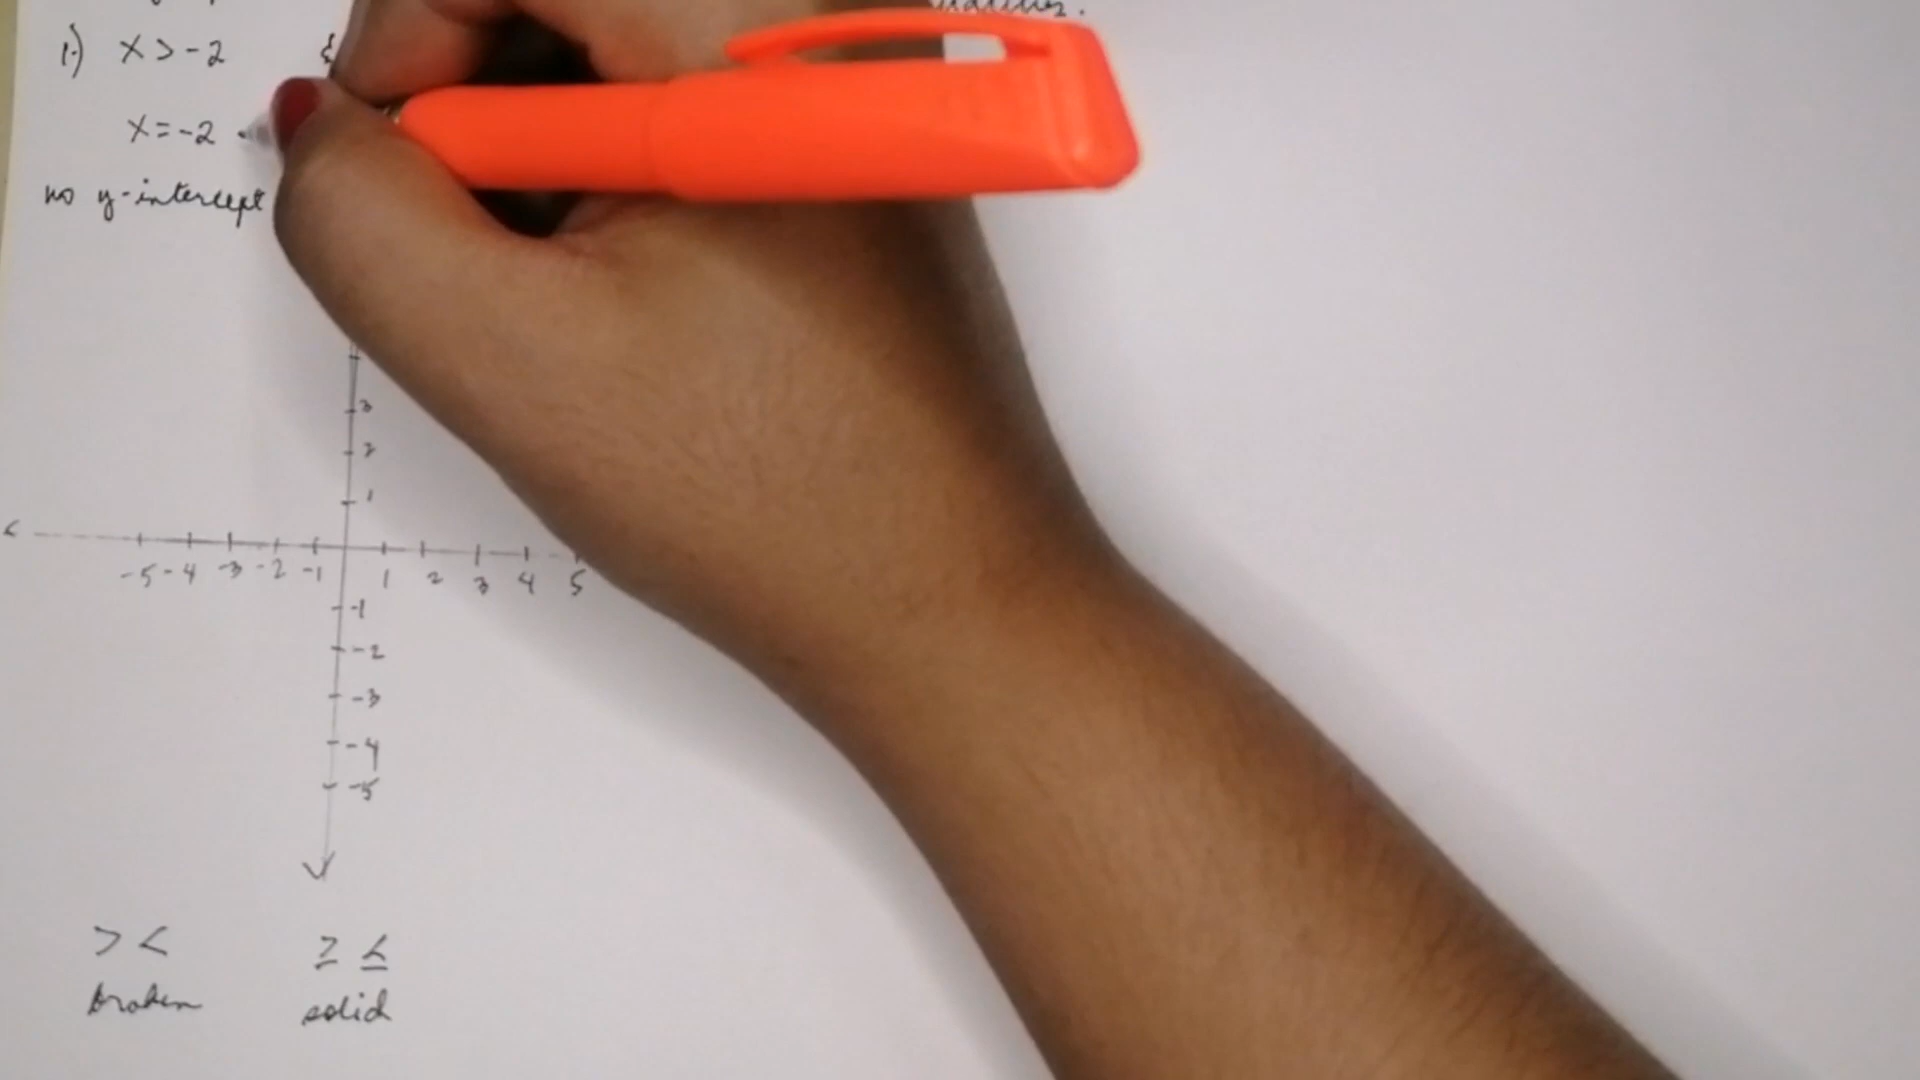 1.) x > -2 &
x = -2
no y-intercept
3
2
1
-5 -4 -3 -2 -1 1 2 3 4 5
-1
-2
-3
-4
-5
> < ≥ ≤
broken solid